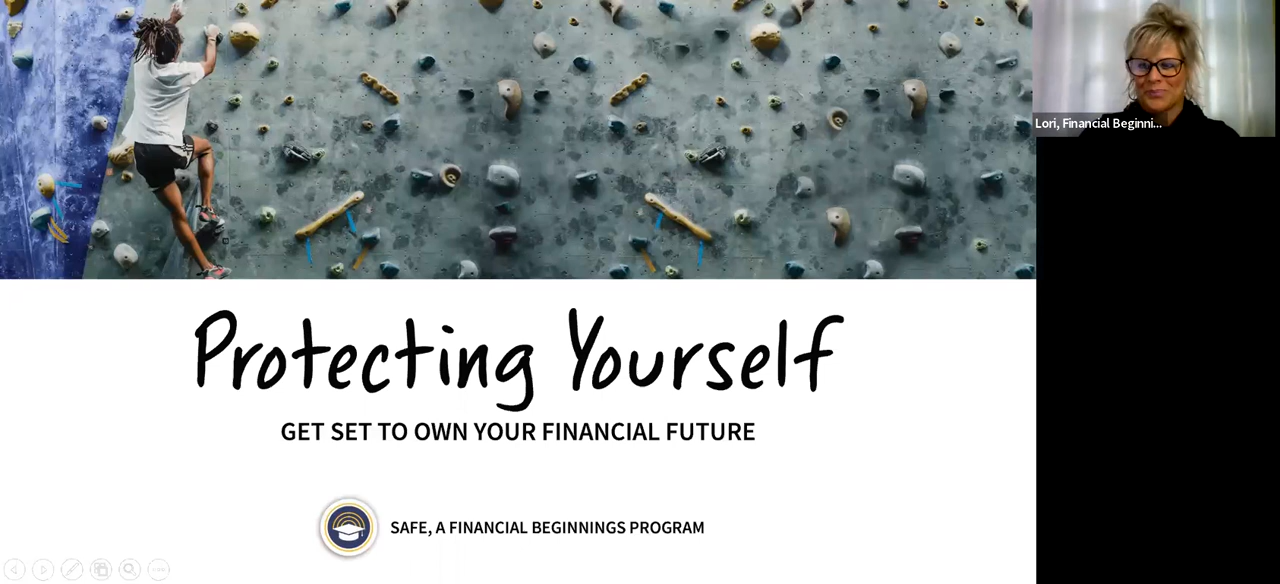 Lori, Financial Beginni...
Protecting Yourself
GET SET TO OWN YOUR FINANCIAL FUTURE
SAFE, A FINANCIAL BEGINNINGS PROGRAM